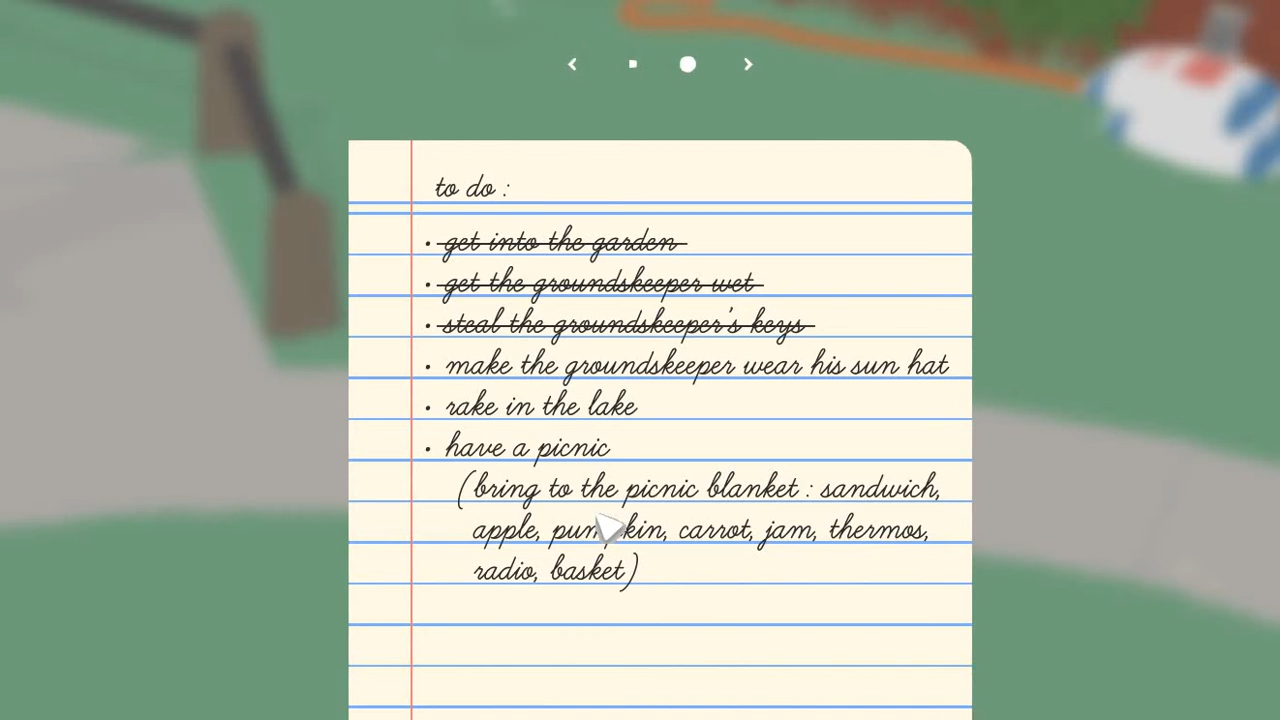 to do :
• get into the garden
• get the groundskeeper wet
• steal the groundskeeper's keys
• make the groundskeeper wear his sun hat
• rake in the lake
• have a picnic
(bring to the picnic blanket : sandwich,
apple, pumpkin, carrot, jam, thermos,
radio, basket)